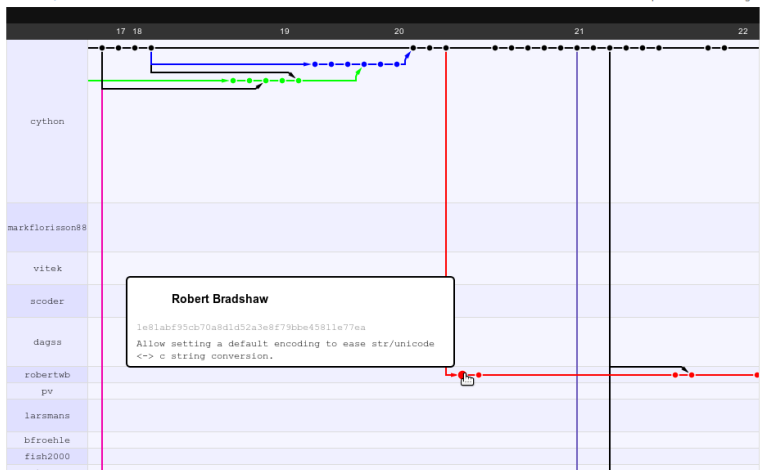 17 18 19 20 21 22
cython
markflorisson88
vitek
scoder
dagss
robertwb
pv
larsmans
bfroehle
fish2000
Robert Bradshaw
1e81abf95cb70a8d1d52a3e8f79bbe45811e77ea
Allow setting a default encoding to ease str/unicode
<-> c string conversion.